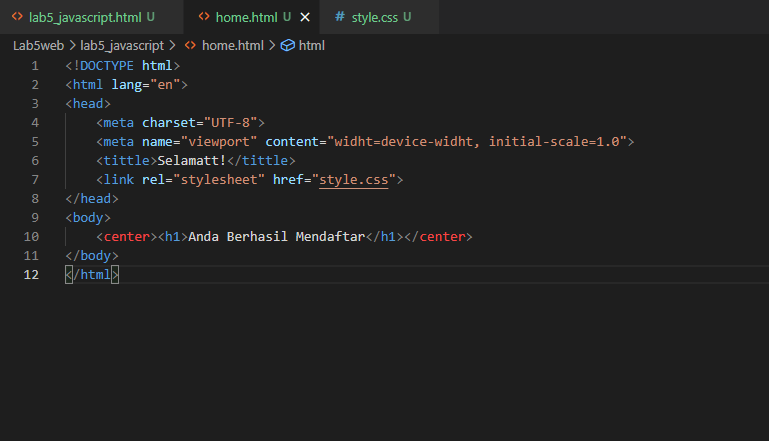 lab5_javascript.html U home.html U × # style.css U
Lab5web > lab5_javascript > <> home.html > html
1 <!DOCTYPE html>
2 <html lang="en">
3 <head>
4 <meta charset="UTF-8">
5 <meta name="viewport" content="widht=device-widht, initial-scale=1.0">
6 <tittle>Selamatt!</tittle>
7 <link rel="stylesheet" href="style.css">
8 </head>
9 <body>
10 <center><h1>Anda Berhasil Mendaftar</h1></center>
11 </body>
12 </html>